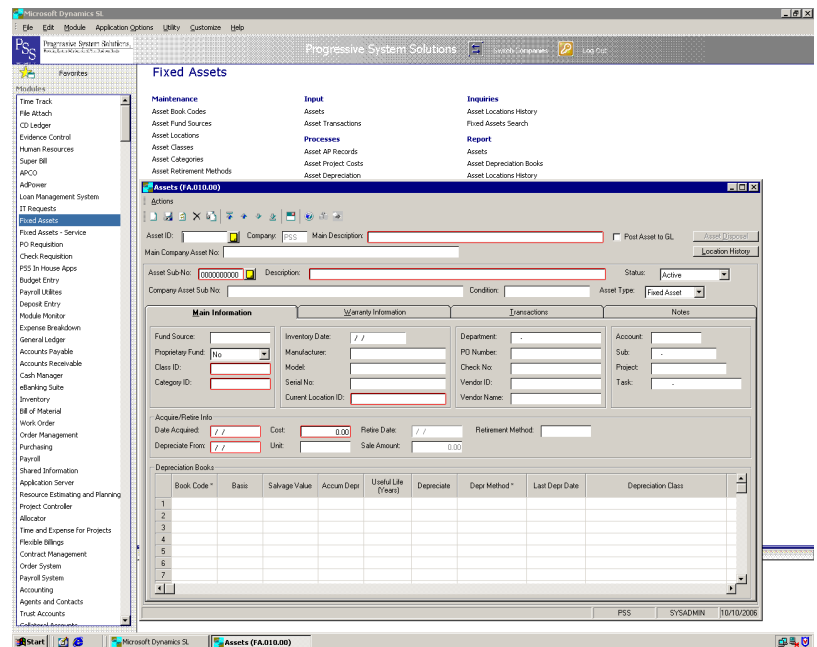 Microsoft Dynamics SL
File Edit Module Application Options Utility Customize Help
PSS Progressive System Solutions,
Progressive System Solutions Switch Companies Log Out
Favorites
Modules
Time Track
File Attach
CD Ledger
Evidence Control
Human Resources
Super Bill
APCO
AdPower
Loan Management System
IT Requests
Fixed Assets
Fixed Assets - Service
PO Requisition
Check Requisition
PSS In House Apps
Budget Entry
Payroll Utilites
Deposit Entry
Module Monitor
Expense Breakdown
General Ledger
Accounts Payable
Accounts Receivable
Cash Manager
eBanking Suite
Inventory
Bill of Material
Work Order
Order Management
Purchasing
Payroll
Shared Information
Application Server
Resource Estimating and Planning
Project Controller
Allocator
Time and Expense for Projects
Flexible Billings
Contract Management
Order System
Payroll System
Accounting
Agents and Contacts
Trust Accounts
Collateral Accounts
Fixed Assets
Maintenance
Asset Book Codes
Asset Fund Sources
Asset Locations
Asset Classes
Asset Categories
Asset Retirement Methods
Input
Assets
Asset Transactions
Processes
Asset AP Records
Asset Project Costs
Asset Depreciation
Inquiries
Asset Locations History
Fixed Assets Search
Report
Assets
Asset Depreciation Books
Asset Locations History
Assets (FA.010.00)
Actions
Asset ID: Company: PSS Main Description: Post Asset to GL Asset Disposal
Main Company Asset No: Location History
Asset Sub-No: 0000000000 Description: Status: Active
Company Asset Sub No: Condition: Asset Type: Fixed Asset
Main Information Warranty Information Transactions Notes
Fund Source: Inventory Date: / / Department: - Account:
Proprietary Fund: No Manufacturer: PO Number: Sub: -
Class ID: Model: Check No: Project:
Category ID: Serial No: Vendor ID: Task: -
Current Location ID: Vendor Name:
Acquire/Retire Info
Date Acquired: / / Cost: 0.00 Retire Date: / / Retirement Method:
Depreciate From: / / Unit: Sale Amount: 0.00
Depreciation Books
Book Code * Basis Salvage Value Accum Depr Useful Life (Years) Depreciate Depr Method * Last Depr Date Depreciation Class
1
2
3
4
5
6
7
PSS SYSADMIN 10/10/2006
Start Microsoft Dynamics SL Assets (FA.010.00)